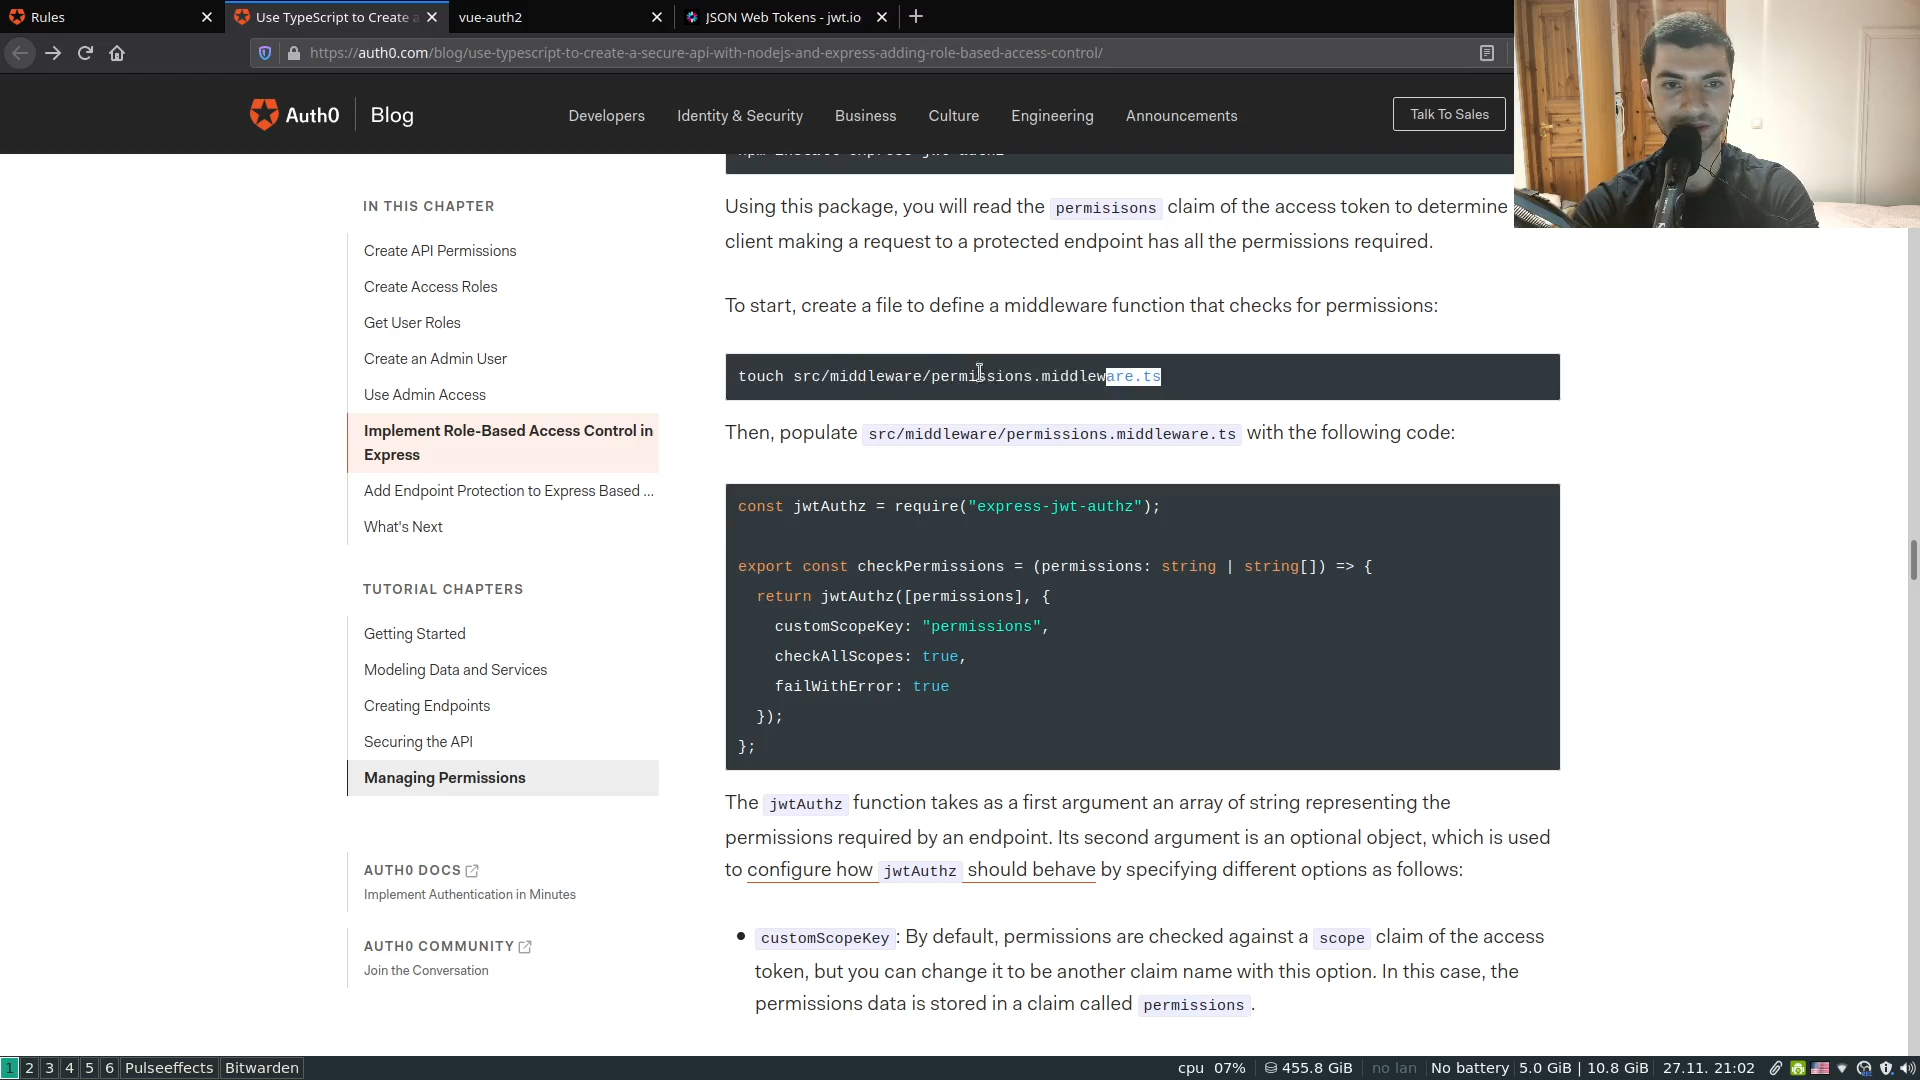 Rules
Use TypeScript to Create a
vue-auth2
JSON Web Tokens - jwt.io
https://auth0.com/blog/use-typescript-to-create-a-secure-api-with-nodejs-and-express-adding-role-based-access-control/
Auth0
Blog
Developers
Identity & Security
Business
Culture
Engineering
Announcements
Talk To Sales
IN THIS CHAPTER
Create API Permissions
Create Access Roles
Get User Roles
Create an Admin User
Use Admin Access
Implement Role-Based Access Control in
Express
Add Endpoint Protection to Express Based ...
What's Next
TUTORIAL CHAPTERS
Getting Started
Modeling Data and Services
Creating Endpoints
Securing the API
Managing Permissions
AUTH0 DOCS
Implement Authentication in Minutes
AUTH0 COMMUNITY
Join the Conversation
Using this package, you will read the permisisons claim of the access token to determine
client making a request to a protected endpoint has all the permissions required.
To start, create a file to define a middleware function that checks for permissions:
touch src/middleware/permissions.middleware.ts
Then, populate src/middleware/permissions.middleware.ts with the following code:
const jwtAuthz = require("express-jwt-authz");
export const checkPermissions = (permissions: string | string[]) => {
return jwtAuthz([permissions], {
customScopeKey: "permissions",
checkAllScopes: true,
failWithError: true
});
};
The jwtAuthz function takes as a first argument an array of string representing the
permissions required by an endpoint. Its second argument is an optional object, which is used
to configure how jwtAuthz should behave by specifying different options as follows:
• customScopeKey: By default, permissions are checked against a scope claim of the access
token, but you can change it to be another claim name with this option. In this case, the
permissions data is stored in a claim called permissions.
1 2 3 4 5 6 Pulseeffects Bitwarden
cpu 07% 455.8 GiB no lan No battery 5.0 GiB | 10.8 GiB 27.11. 21:02